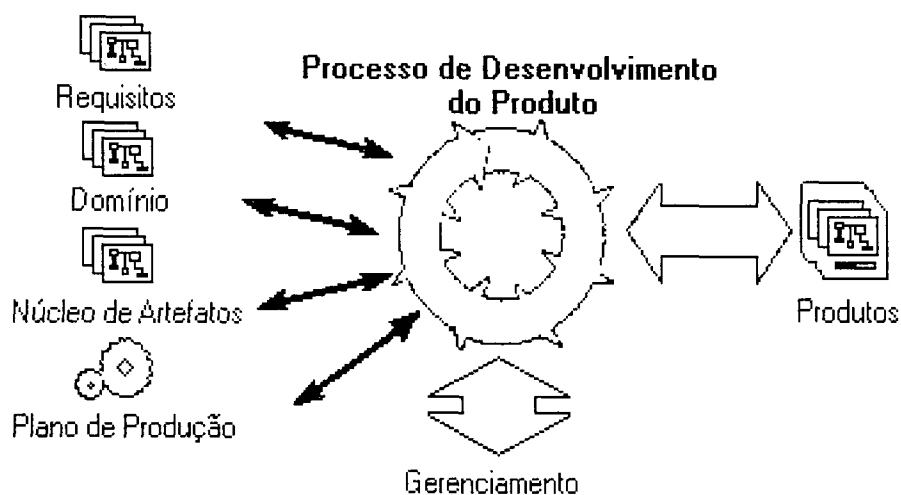 Requisitos
Processo de Desenvolvimento
do Produto
Domínio
Núcleo de Artefatos
Plano de Produção
Produtos
Gerenciamento